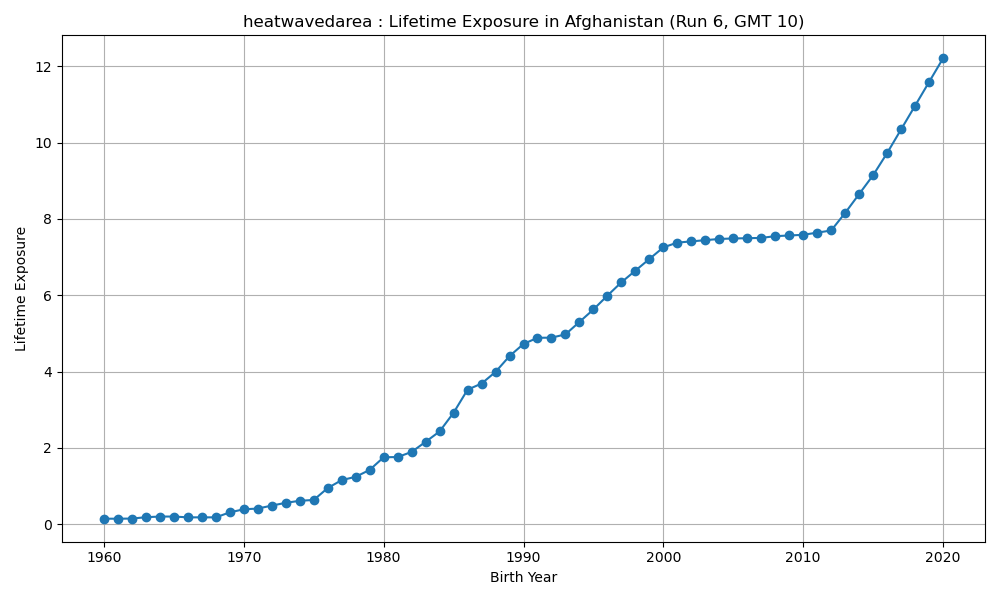 heatwavedarea : Lifetime Exposure in Afghanistan (Run 6, GMT 10)
Lifetime Exposure
12
10
8
6
4
2
0
1960 1970 1980 1990 2000 2010 2020
Birth Year